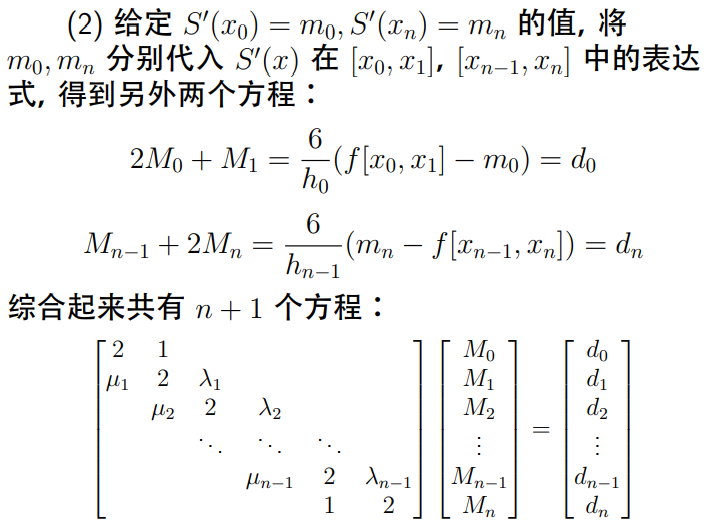 (2) 给定 $S'(x_0) = m_0, S'(x_n) = m_n$ 的值, 将
$m_0, m_n$ 分别代入 $S'(x)$ 在 $[x_0, x_1]$, $[x_{n-1}, x_n]$ 中的表达
式, 得到另外两个方程：
$2M_0 + M_1 = \frac{6}{h_0}(f[x_0, x_1] - m_0) = d_0$
$M_{n-1} + 2M_n = \frac{6}{h_{n-1}}(m_n - f[x_{n-1}, x_n]) = d_n$
综合起来共有 $n + 1$ 个方程：
$\begin{bmatrix} 2 & 1 & & & & \\ \mu_1 & 2 & \lambda_1 & & & \\ & \mu_2 & 2 & \lambda_2 & & \\ & & \ddots & \ddots & \ddots & \\ & & & \mu_{n-1} & 2 & \lambda_{n-1} \\ & & & & 1 & 2 \end{bmatrix} \begin{bmatrix} M_0 \\ M_1 \\ M_2 \\ \vdots \\ M_{n-1} \\ M_n \end{bmatrix} = \begin{bmatrix} d_0 \\ d_1 \\ d_2 \\ \vdots \\ d_{n-1} \\ d_n \end{bmatrix}$